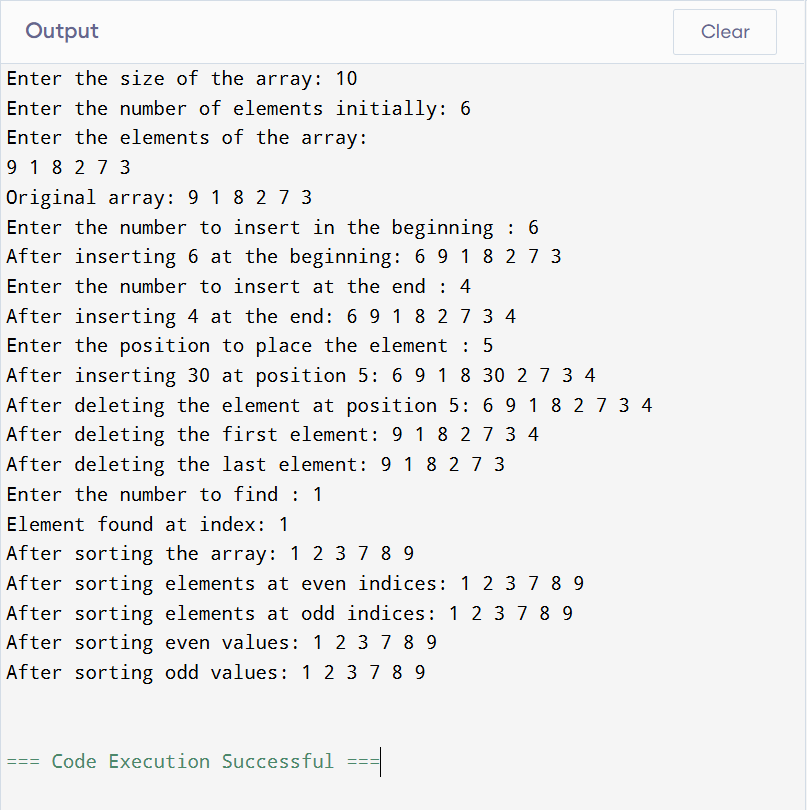 Output
Clear
Enter the size of the array: 10
Enter the number of elements initially: 6
Enter the elements of the array:
9 1 8 2 7 3
Original array: 9 1 8 2 7 3
Enter the number to insert in the beginning : 6
After inserting 6 at the beginning: 6 9 1 8 2 7 3
Enter the number to insert at the end : 4
After inserting 4 at the end: 6 9 1 8 2 7 3 4
Enter the position to place the element : 5
After inserting 30 at position 5: 6 9 1 8 30 2 7 3 4
After deleting the element at position 5: 6 9 1 8 2 7 3 4
After deleting the first element: 9 1 8 2 7 3 4
After deleting the last element: 9 1 8 2 7 3
Enter the number to find : 1
Element found at index: 1
After sorting the array: 1 2 3 7 8 9
After sorting elements at even indices: 1 2 3 7 8 9
After sorting elements at odd indices: 1 2 3 7 8 9
After sorting even values: 1 2 3 7 8 9
After sorting odd values: 1 2 3 7 8 9
=== Code Execution Successful ===